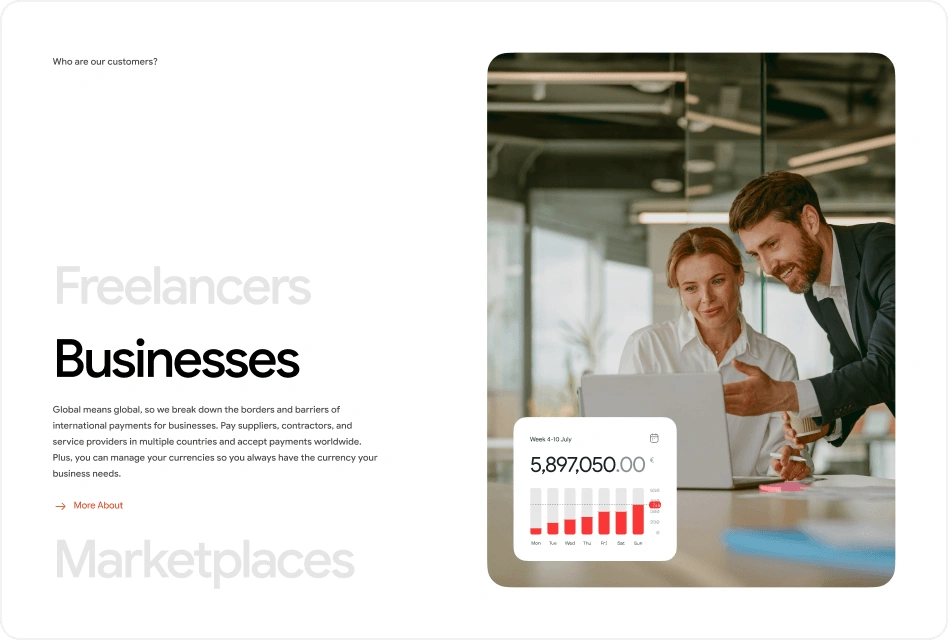 Who are our customers?
Freelancers
Businesses
Global means global, so we break down the borders and barriers of
international payments for businesses. Pay suppliers, contractors, and
service providers in multiple countries and accept payments worldwide.
Plus, you can manage your currencies so you always have the currency your
business needs.
→ More About
Marketplaces
Week 4-10 July
5,897,050.00 €
Mon Tue Wed Thu Fri Sat Sun